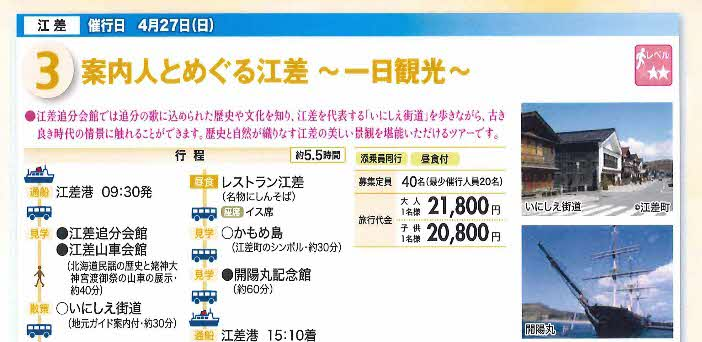 江差 催行日 4月27日(日)
3 案内人とめぐる江差 ～一日観光～
レベル
★★
●江差追分会館では追分の歌に込められた歴史や文化を知り、江差を代表する「いにしえ街道」を歩きながら、古き
良き時代の情景に触れることができます。歴史と自然が織りなす江差の美しい景観を堪能いただけるツアーです。
行程 約5.5時間
通船 江差港 09:30発
見学 ●江差追分会館
●江差山車会館
(北海道民謡の歴史と姥神大
神宮渡御祭の山車の展示・
約40分)
散策 ○いにしえ街道
(地元ガイド案内付・約30分)
昼食 レストラン江差
(名物にしんそば)
座席 イス席
見学 ○かもめ島
(江差町のシンボル・約30分)
見学 ●開陽丸記念館
(約60分)
通船 江差港 15:10着
添乗員同行 昼食付
募集定員 40名(最少催行人員20名)
旅行代金 大人 1名様 21,800円
子供 1名様 20,800円
いにしえ街道 ©江差町
開陽丸